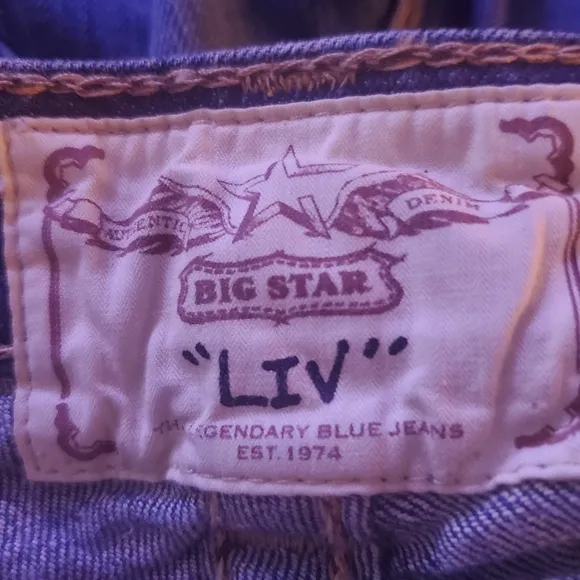 AUTHENTIC DENIM
BIG STAR
"LIV"
THE LEGENDARY BLUE JEANS
EST. 1974